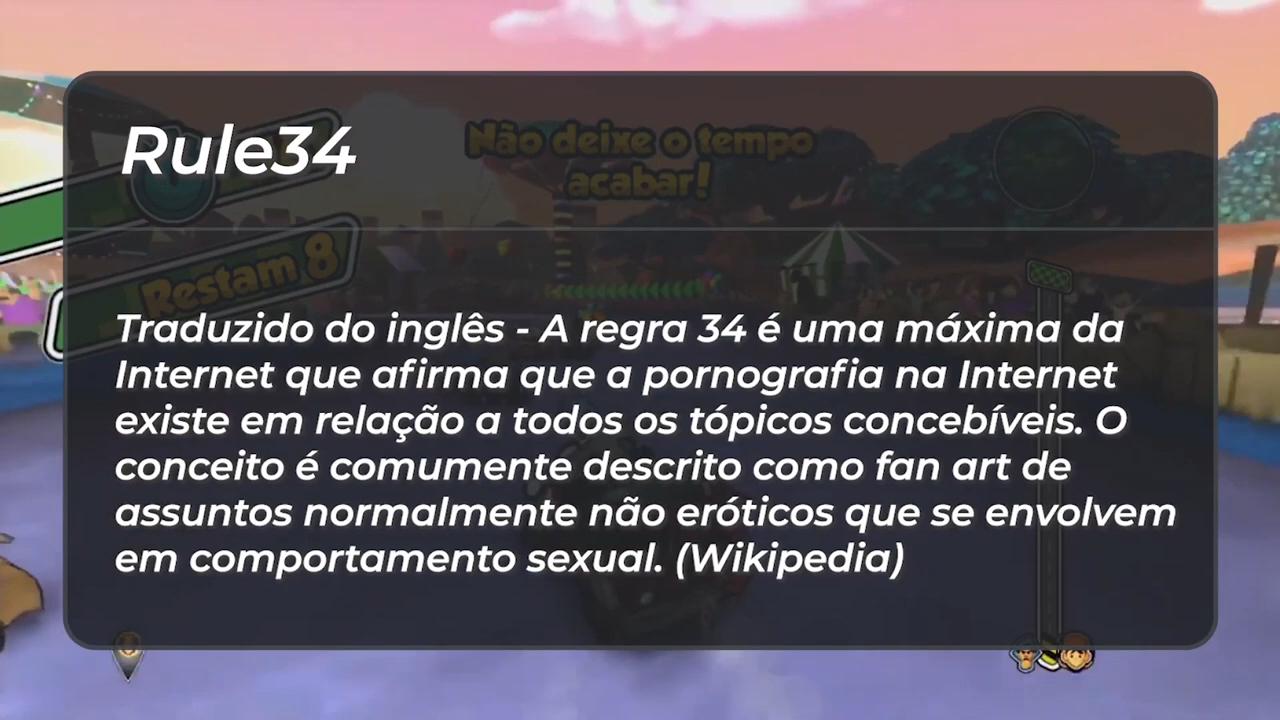 Rule34
Não deixe o tempo
acabar!
Restam 8
Traduzido do inglês - A regra 34 é uma máxima da
Internet que afirma que a pornografia na Internet
existe em relação a todos os tópicos concebíveis. O
conceito é comumente descrito como fan art de
assuntos normalmente não eróticos que se envolvem
em comportamento sexual. (Wikipedia)